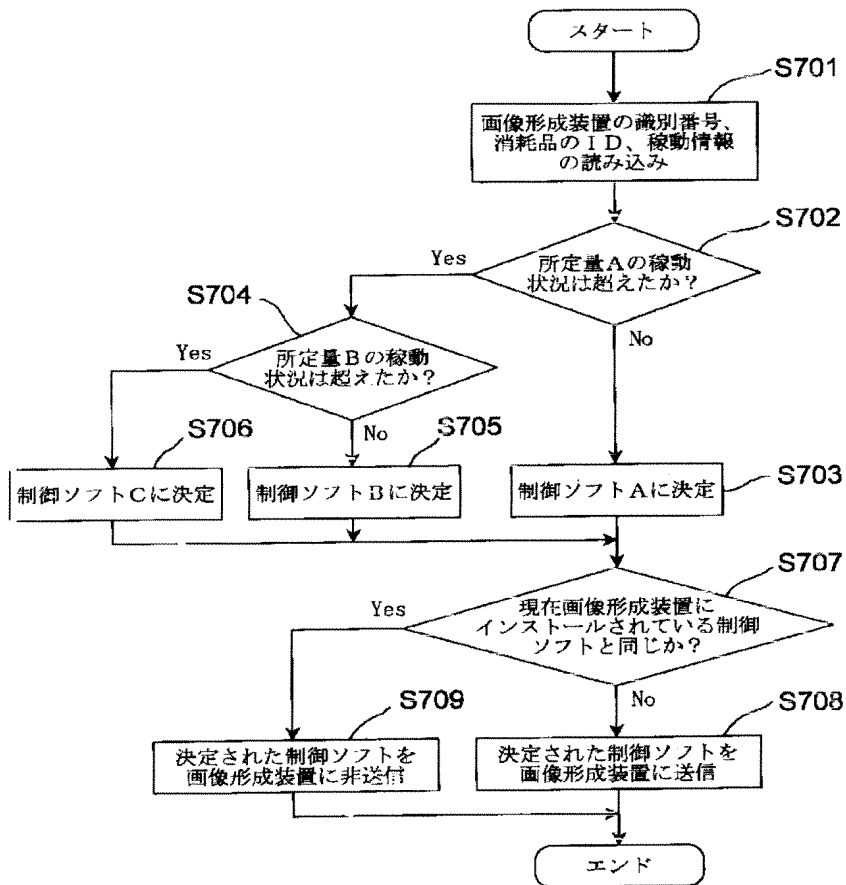 スタート
S701
画像形成装置の識別番号、
消耗品のＩＤ、稼動情報
の読み込み
S702
所定量Ａの稼動
状況は超えたか？
Yes
No
S704
所定量Ｂの稼動
状況は超えたか？
Yes
No
S706
制御ソフトＣに決定
S705
制御ソフトＢに決定
制御ソフトＡに決定
S703
S707
現在画像形成装置に
インストールされている制御
ソフトと同じか？
Yes
No
S709
決定された制御ソフトを
画像形成装置に非送信
S708
決定された制御ソフトを
画像形成装置に送信
エンド